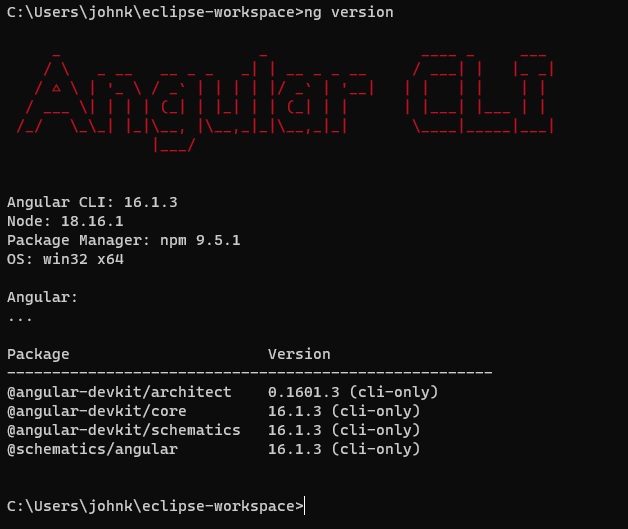 C:\Users\johnk\eclipse-workspace>ng version
Angular CLI
Angular CLI: 16.1.3
Node: 18.16.1
Package Manager: npm 9.5.1
OS: win32 x64
Angular:
...
Package Version
------------------------------------------------------
@angular-devkit/architect 0.1601.3 (cli-only)
@angular-devkit/core 16.1.3 (cli-only)
@angular-devkit/schematics 16.1.3 (cli-only)
@schematics/angular 16.1.3 (cli-only)
C:\Users\johnk\eclipse-workspace>